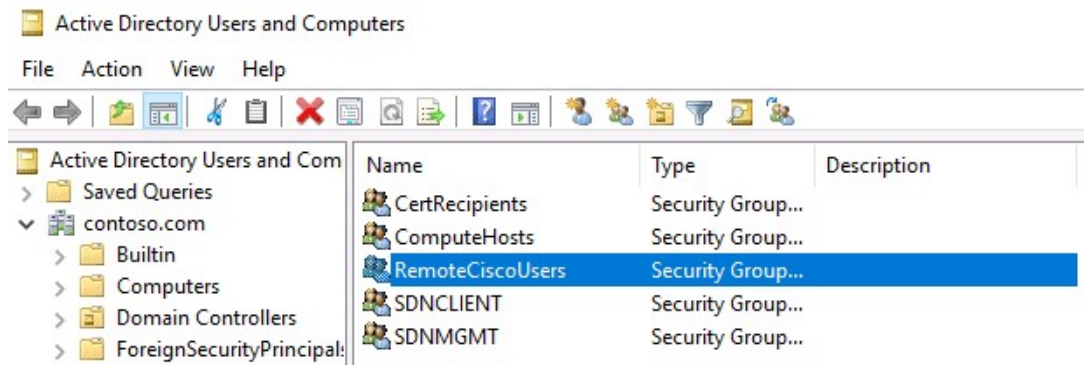 Active Directory Users and Computers
File Action View Help
Active Directory Users and Com
Saved Queries
contoso.com
Builtin
Computers
Domain Controllers
ForeignSecurityPrincipal
Name Type Description
CertRecipients Security Group...
ComputeHosts Security Group...
RemoteCiscoUsers Security Group...
SDNCLIENT Security Group...
SDNMGMT Security Group...